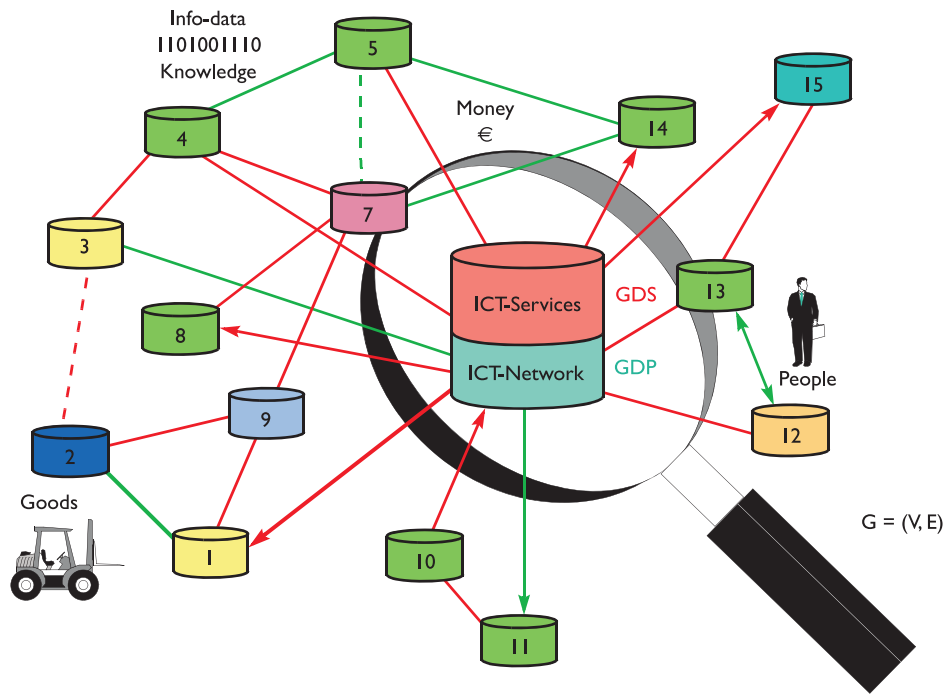 Info-data
1101001110
Knowledge
5
15
Money
€
14
4
7
3
ICT-Services
GDS
13
8
ICT-Network
GDP
People
9
12
2
Goods
1
10
G = (V, E)
11